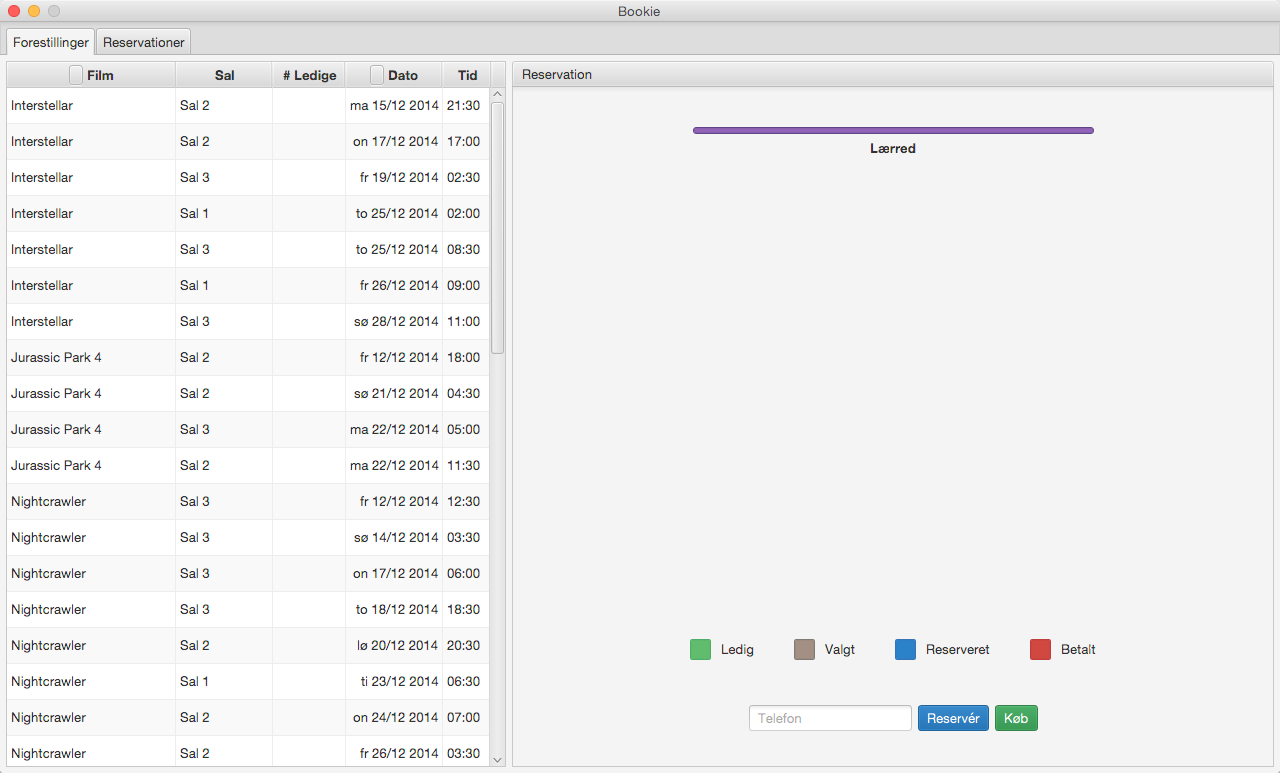 Bookie
Forestillinger Reservationer
Film Sal # Ledige Dato Tid
Interstellar Sal 2 ma 15/12 2014 21:30
Interstellar Sal 2 on 17/12 2014 17:00
Interstellar Sal 3 fr 19/12 2014 02:30
Interstellar Sal 1 to 25/12 2014 02:00
Interstellar Sal 3 to 25/12 2014 08:30
Interstellar Sal 1 fr 26/12 2014 09:00
Interstellar Sal 3 sø 28/12 2014 11:00
Jurassic Park 4 Sal 2 fr 12/12 2014 18:00
Jurassic Park 4 Sal 2 sø 21/12 2014 04:30
Jurassic Park 4 Sal 3 ma 22/12 2014 05:00
Jurassic Park 4 Sal 2 ma 22/12 2014 11:30
Nightcrawler Sal 3 fr 12/12 2014 12:30
Nightcrawler Sal 3 sø 14/12 2014 03:30
Nightcrawler Sal 3 on 17/12 2014 06:00
Nightcrawler Sal 3 to 18/12 2014 18:30
Nightcrawler Sal 2 lø 20/12 2014 20:30
Nightcrawler Sal 1 ti 23/12 2014 06:30
Nightcrawler Sal 2 on 24/12 2014 07:00
Nightcrawler Sal 2 fr 26/12 2014 03:30
Reservation
Lærred
Ledig Valgt Reserveret Betalt
Telefon Reservér Køb